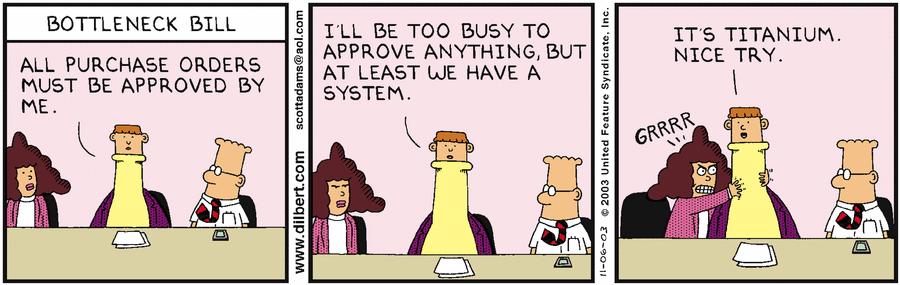 BOTTLENECK BILL
ALL PURCHASE ORDERS
MUST BE APPROVED BY
ME.
www.dilbert.com
scottadams@aol.com
I'LL BE TOO BUSY TO
APPROVE ANYTHING, BUT
AT LEAST WE HAVE A
SYSTEM.
11-06-03 © 2003 United Feature Syndicate, Inc.
IT'S TITANIUM.
NICE TRY.
GRRRR